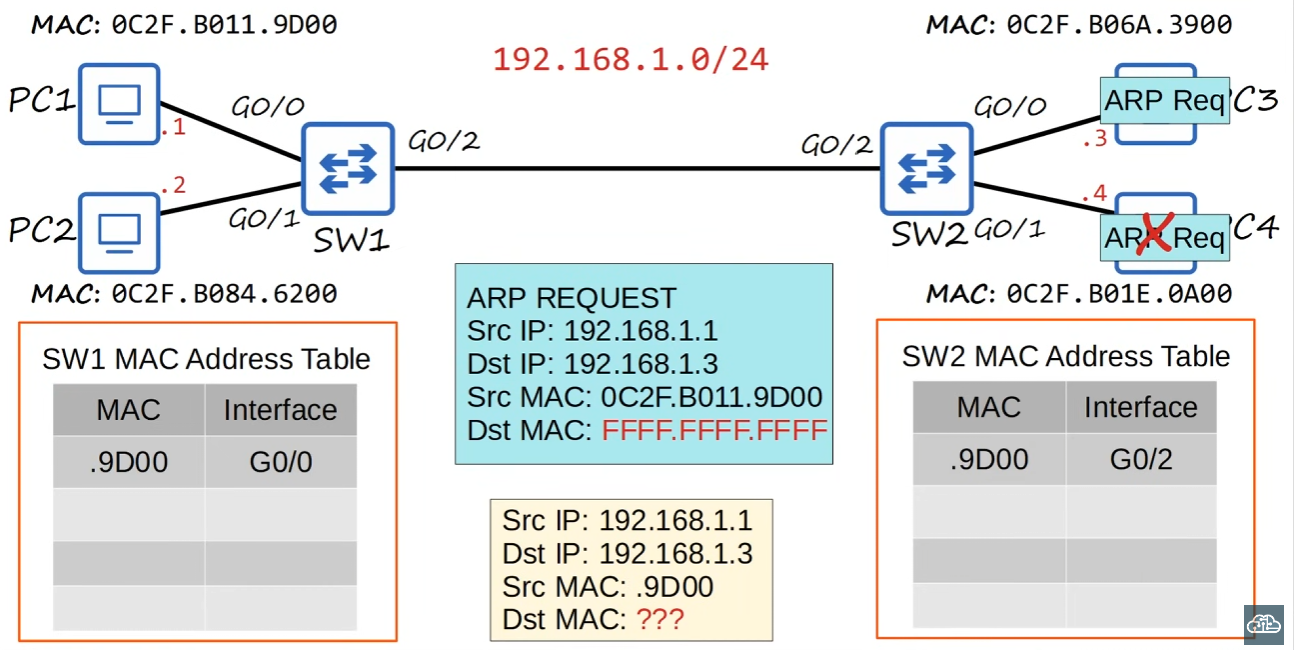 MAC: 0C2F.B011.9D00
MAC: 0C2F.B06A.3900
192.168.1.0/24
PC1
.1
G0/0
G0/2
G0/2
G0/0
.3
ARP Req
C3
PC2
.2
G0/1
SW1
SW2
G0/1
.4
ARP Req
C4
MAC: 0C2F.B084.6200
MAC: 0C2F.B01E.0A00
ARP REQUEST
Src IP: 192.168.1.1
Dst IP: 192.168.1.3
Src MAC: 0C2F.B011.9D00
Dst MAC: FFFF.FFFF.FFFF
Src IP: 192.168.1.1
Dst IP: 192.168.1.3
Src MAC: .9D00
Dst MAC: ???
SW1 MAC Address Table
MAC Interface
.9D00 G0/0
SW2 MAC Address Table
MAC Interface
.9D00 G0/2